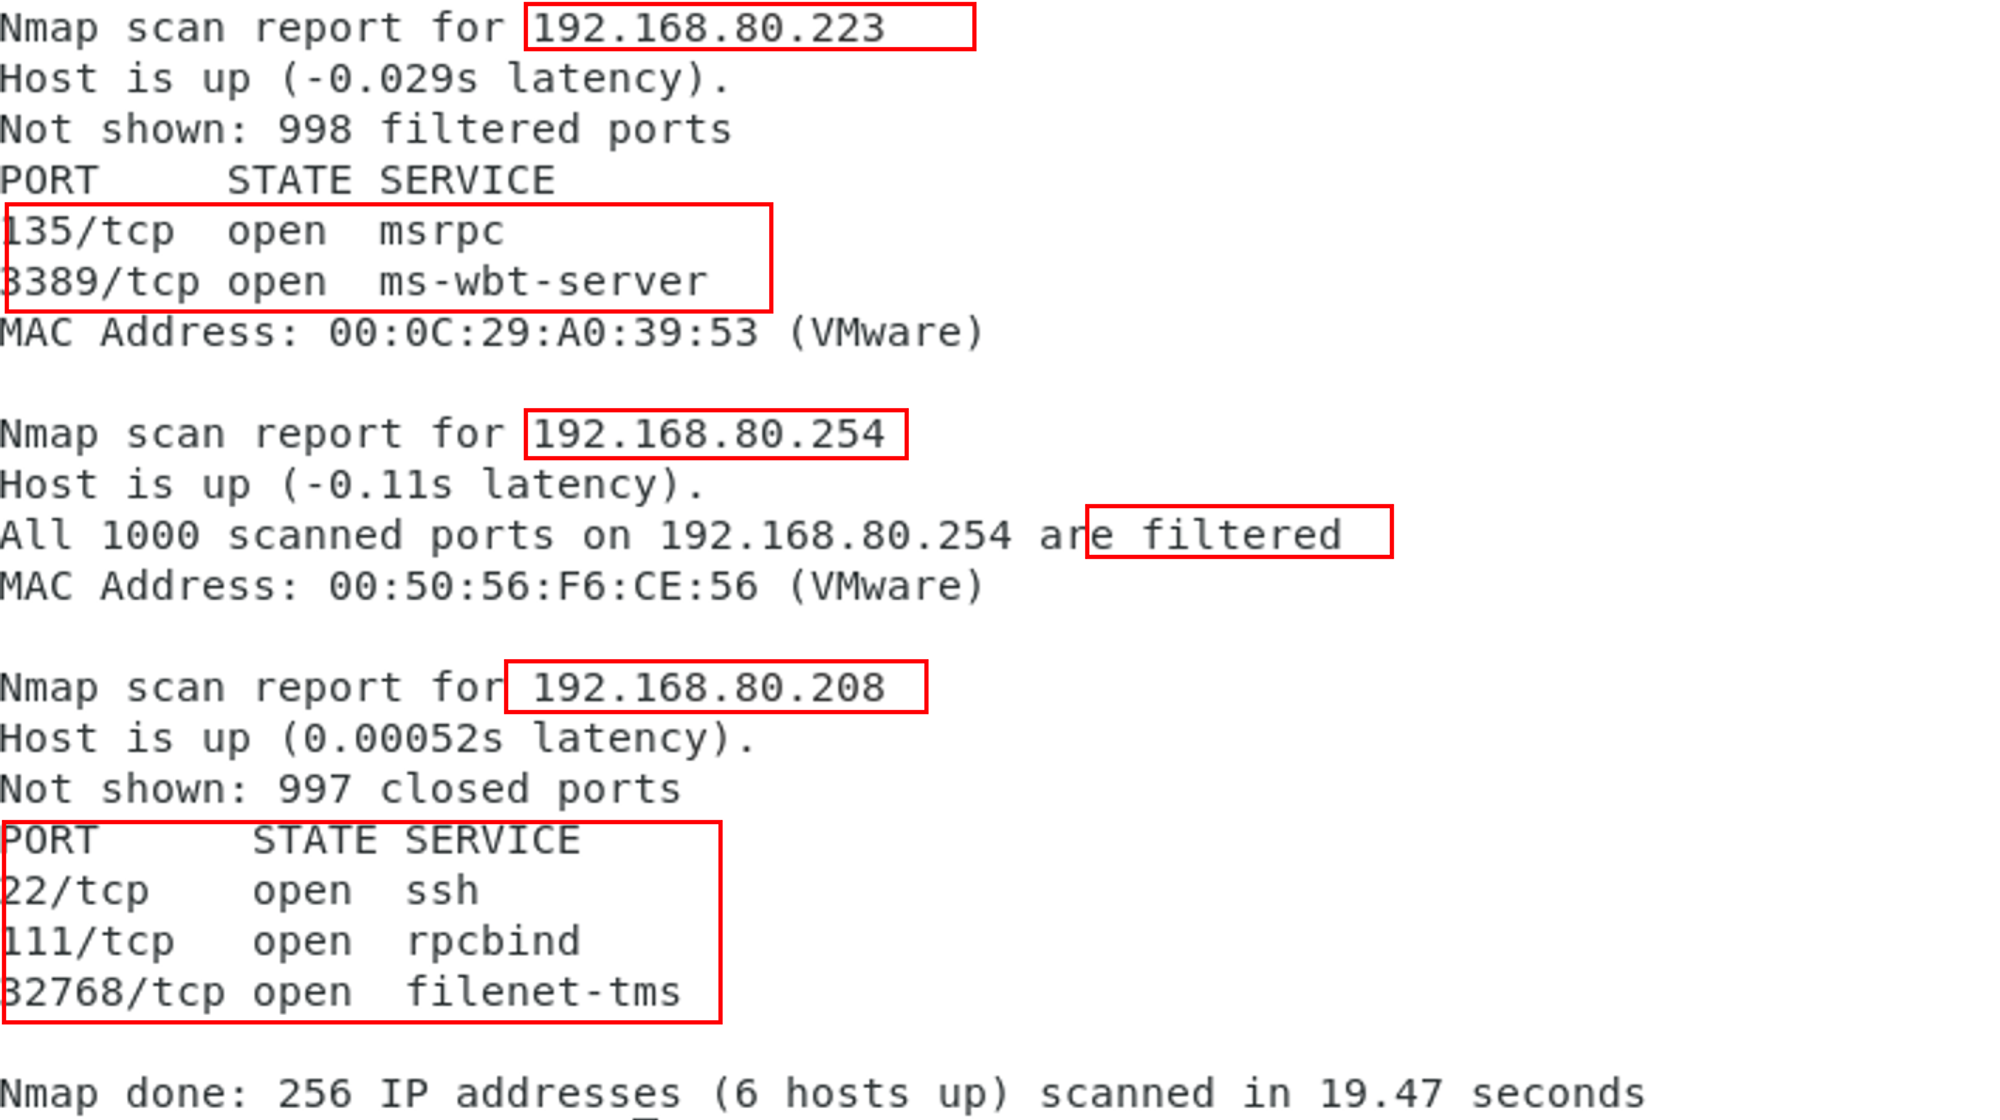 Nmap scan report for 192.168.80.223
Host is up (-0.029s latency).
Not shown: 998 filtered ports
PORT     STATE SERVICE
135/tcp  open  msrpc
3389/tcp open  ms-wbt-server
MAC Address: 00:0C:29:A0:39:53 (VMware)
Nmap scan report for 192.168.80.254
Host is up (-0.11s latency).
All 1000 scanned ports on 192.168.80.254 are filtered
MAC Address: 00:50:56:F6:CE:56 (VMware)
Nmap scan report for 192.168.80.208
Host is up (0.00052s latency).
Not shown: 997 closed ports
PORT      STATE SERVICE
22/tcp    open  ssh
111/tcp   open  rpcbind
32768/tcp open  filenet-tms
Nmap done: 256 IP addresses (6 hosts up) scanned in 19.47 seconds